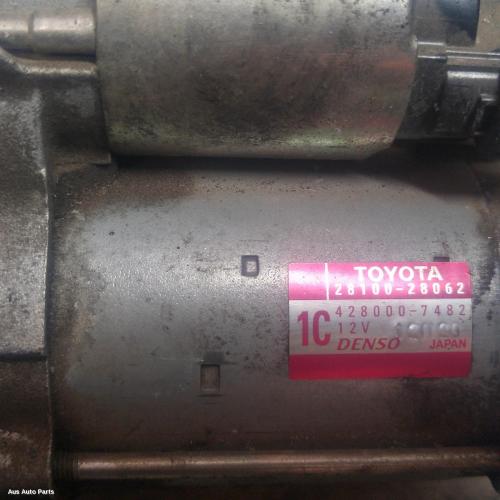 TOYOTA
28100-28062
1C
428000-7482
12V
DENSO JAPAN
Aus Auto Parts